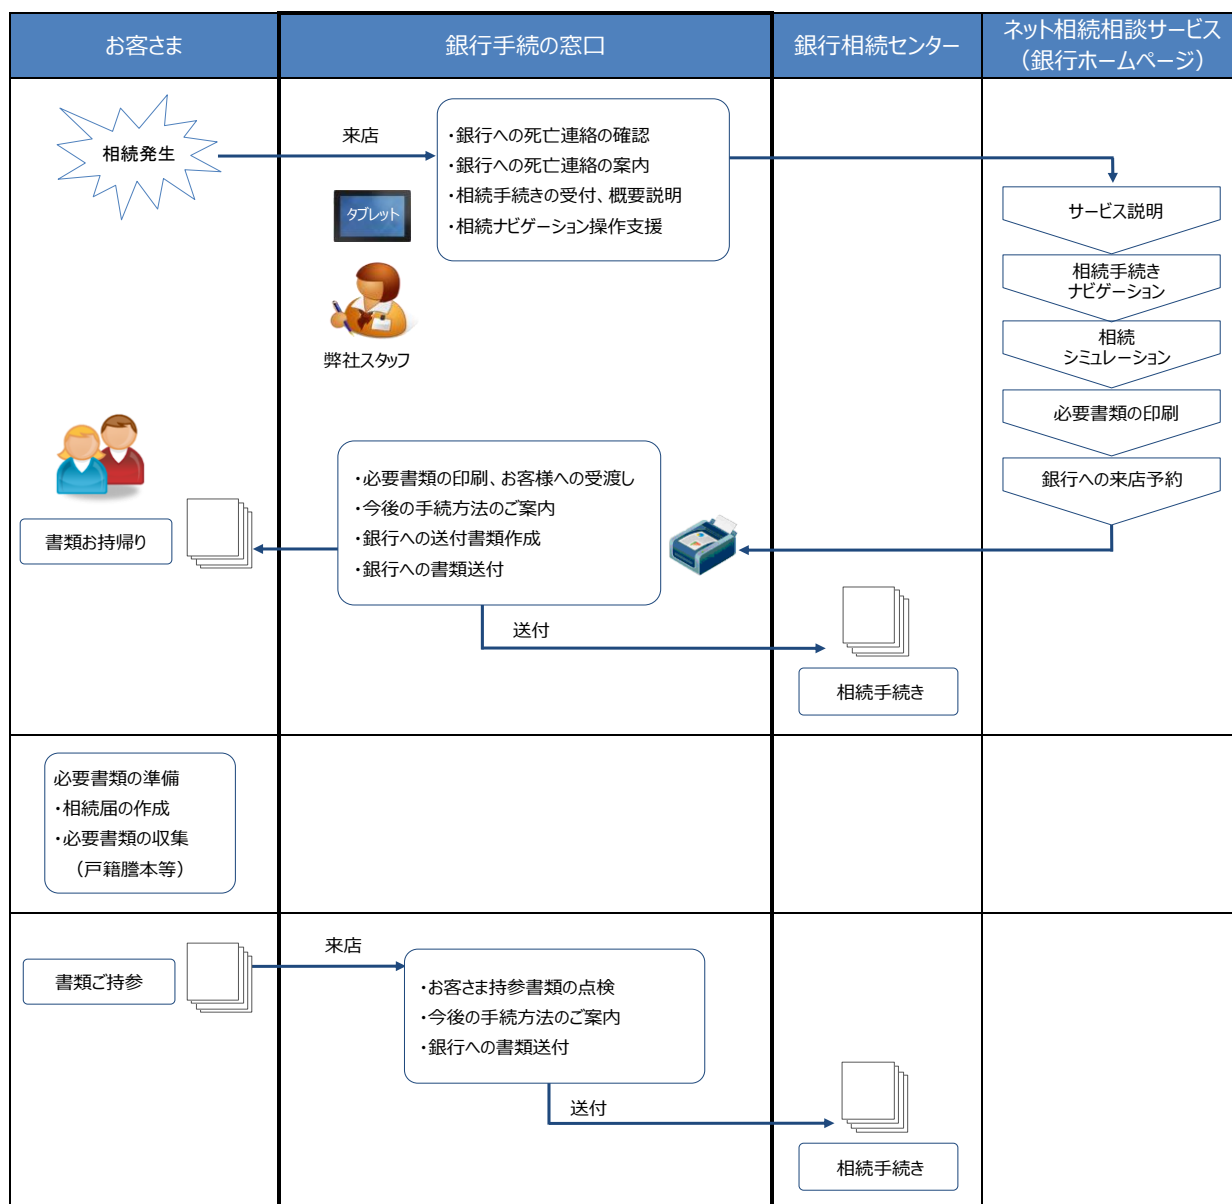 お客さま
銀行手続の窓口
銀行相続センター
ネット相続相談サービス
（銀行ホームページ）
相続発生
来店
・銀行への死亡連絡の確認
・銀行への死亡連絡の案内
・相続手続きの受付、概要説明
・相続ナビゲーション操作支援
タブレット
弊社スタッフ
サービス説明
相続手続き
ナビゲーション
相続
シミュレーション
必要書類の印刷
銀行への来店予約
・必要書類の印刷、お客様への受渡し
・今後の手続方法のご案内
・銀行への送付書類作成
・銀行への書類送付
書類お持帰り
送付
相続手続き
必要書類の準備
・相続届の作成
・必要書類の収集
（戸籍謄本等）
書類ご持参
来店
・お客さま持参書類の点検
・今後の手続方法のご案内
・銀行への書類送付
送付
相続手続き